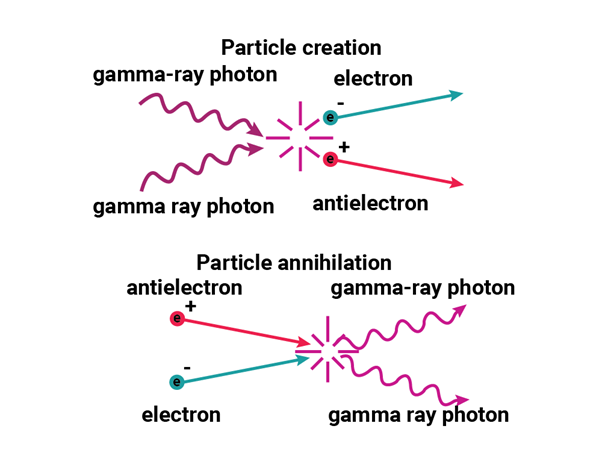 Particle creation
gamma-ray photon
electron
-
e
+
e
gamma ray photon
antielectron
Particle annihilation
antielectron
gamma-ray photon
+
e
-
e
electron
gamma ray photon